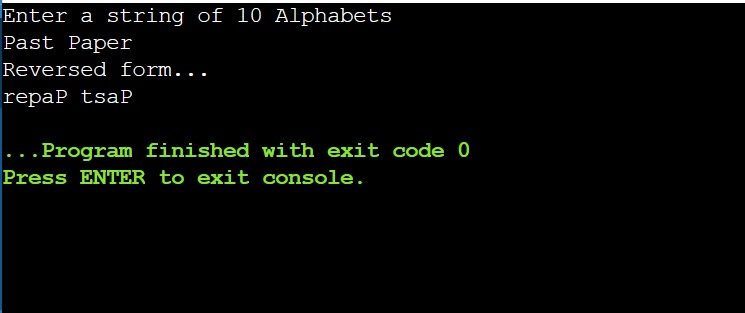 Enter a string of 10 Alphabets
Past Paper
Reversed form...
repaP tsaP
...Program finished with exit code 0
Press ENTER to exit console.